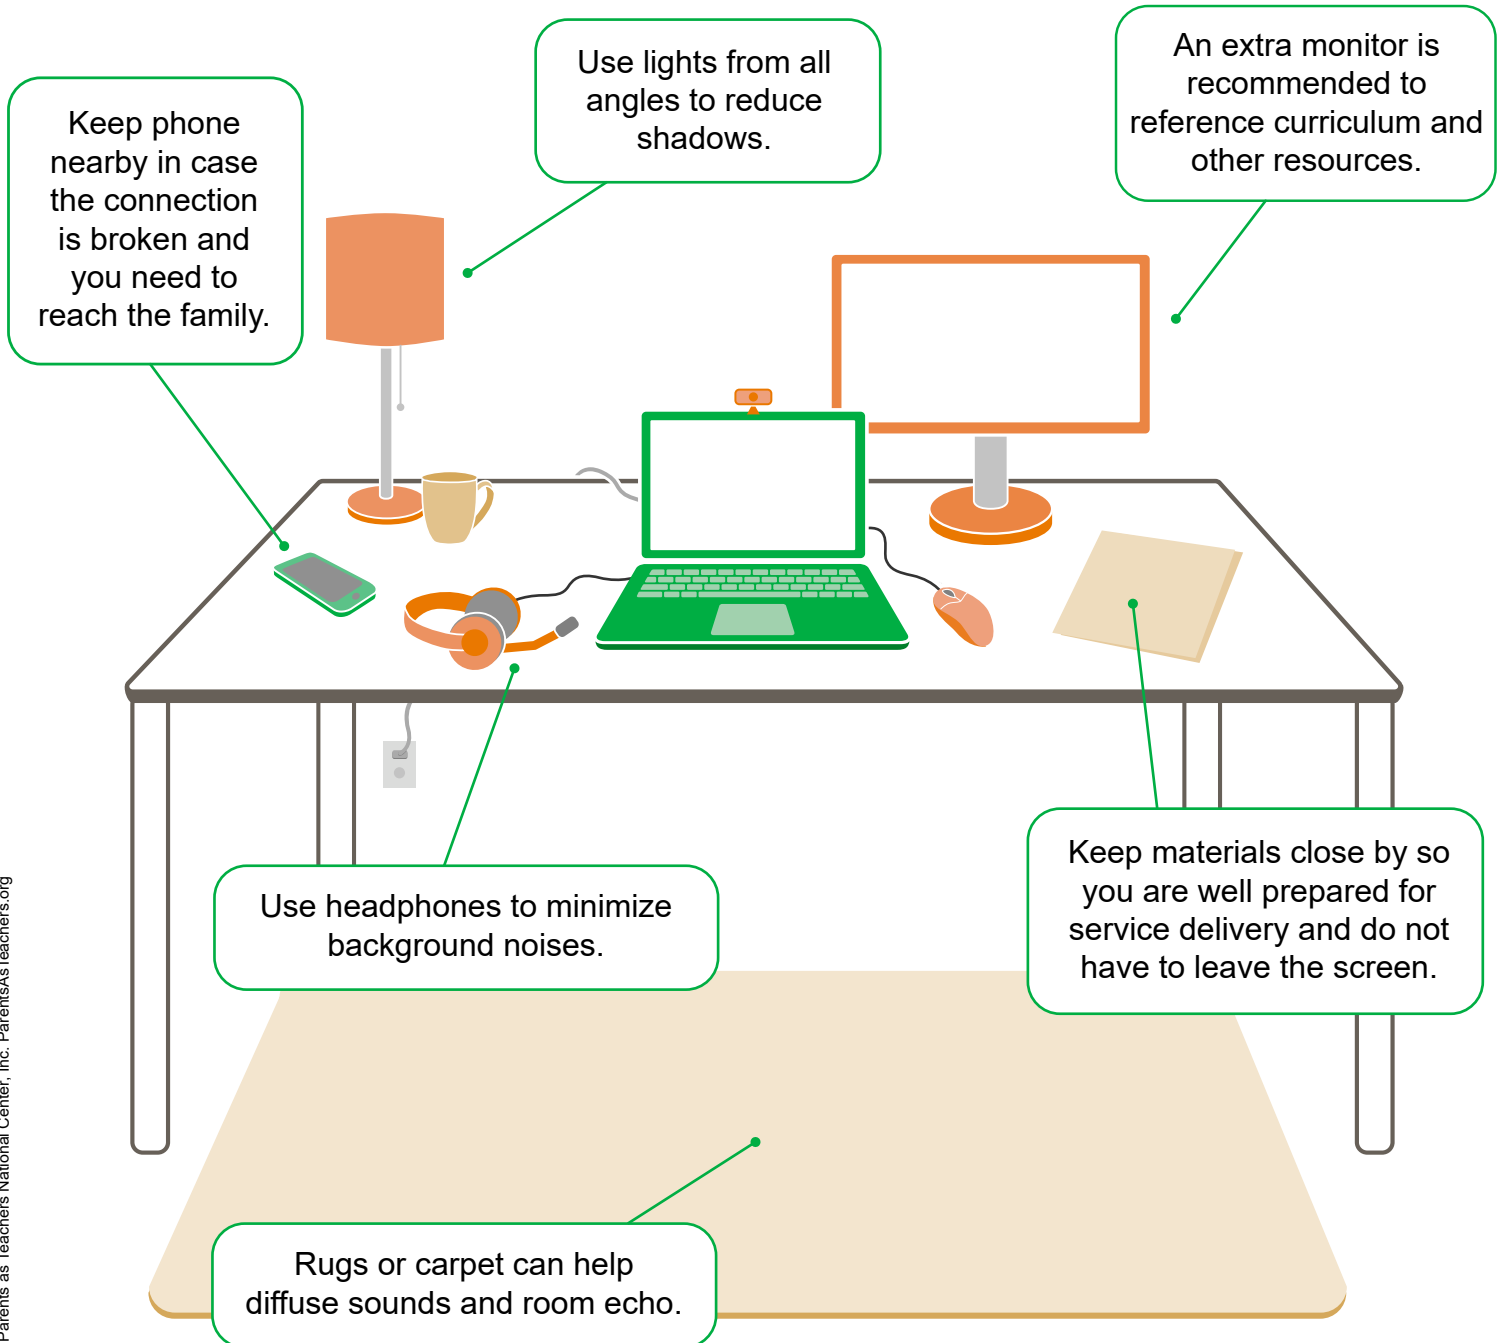 Keep phone
nearby in case
the connection
is broken and
you need to
reach the family.
Use lights from all
angles to reduce
shadows.
An extra monitor is
recommended to
reference curriculum and
other resources.
Use headphones to minimize
background noises.
Keep materials close by so
you are well prepared for
service delivery and do not
have to leave the screen.
Rugs or carpet can help
diffuse sounds and room echo.
Parents as Teachers National Center, Inc. ParentsAsTeachers.org